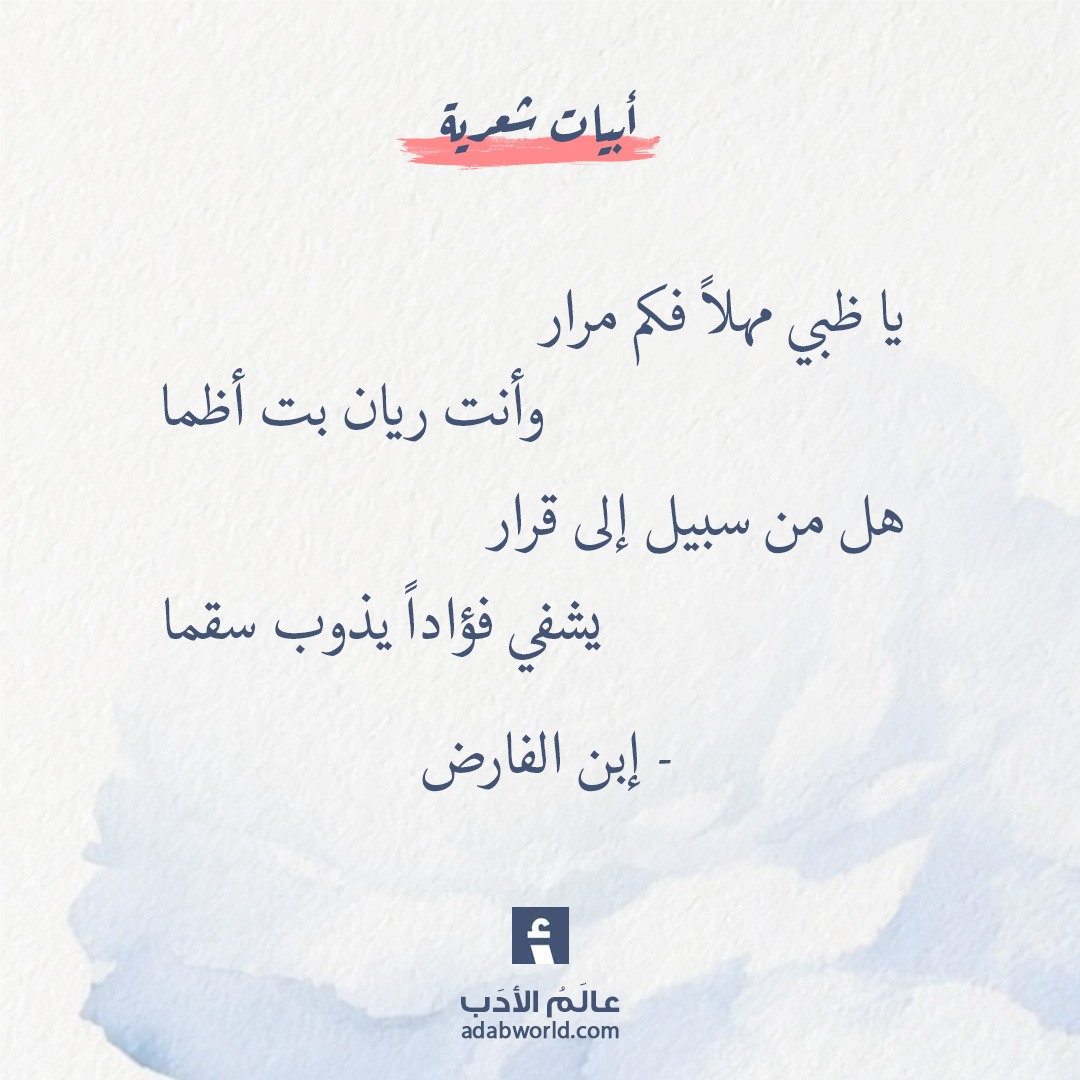 أبيات شعرية
يا ظبي مهلاً فكم مرار
وأنت ريان بت أظما
هل من سبيل إلى قرار
يشفي فؤاداً يذوب سقما
- إبن الفارض
أ
عالَمُ الأدَب
adabworld.com